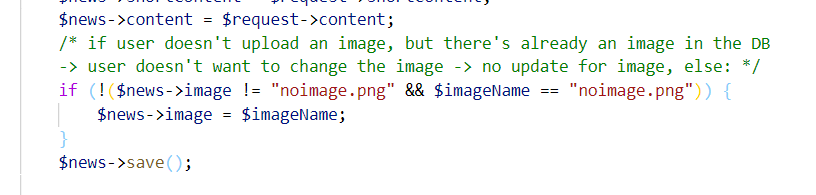 $news->content = $request->content;
/* if user doesn't upload an image, but there's already an image in the DB
-> user doesn't want to change the image -> no update for image, else: */
if (!($news->image != "noimage.png" && $imageName == "noimage.png")) {
$news->image = $imageName;
}
$news->save();